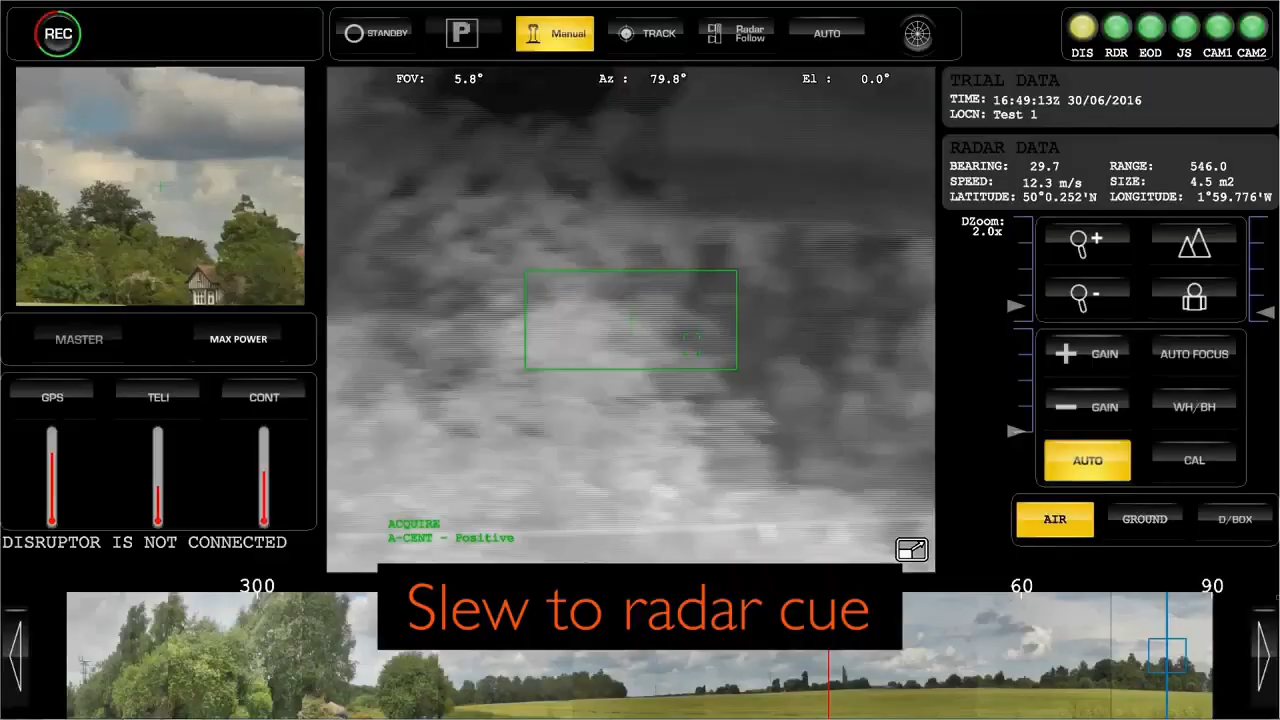 REC
STANDBY
P
Manual
TRACK
Radar
Follow
AUTO
DIS RDR EOD JS CAM1 CAM2
FOV: 5.8° Az : 79.8° El : 0.0°
TRIAL DATA
TIME: 16:49:13Z 30/06/2016
LOCN: Test 1
RADAR DATA
BEARING: 29.7 RANGE: 546.0
SPEED: 12.3 m/s SIZE: 4.5 m2
LATITUDE: 50°0.252'N LONGITUDE: 1°59.776'W
DZoom:
2.0x
+
-
MASTER MAX POWER
+ GAIN AUTO FOCUS
− GAIN WH/BH
AUTO CAL
GPS TELI CONT
ACQUIRE
A-CENT - Positive
AIR GROUND D/BOX
DISRUPTOR IS NOT CONNECTED
300 60 90
Slew to radar cue